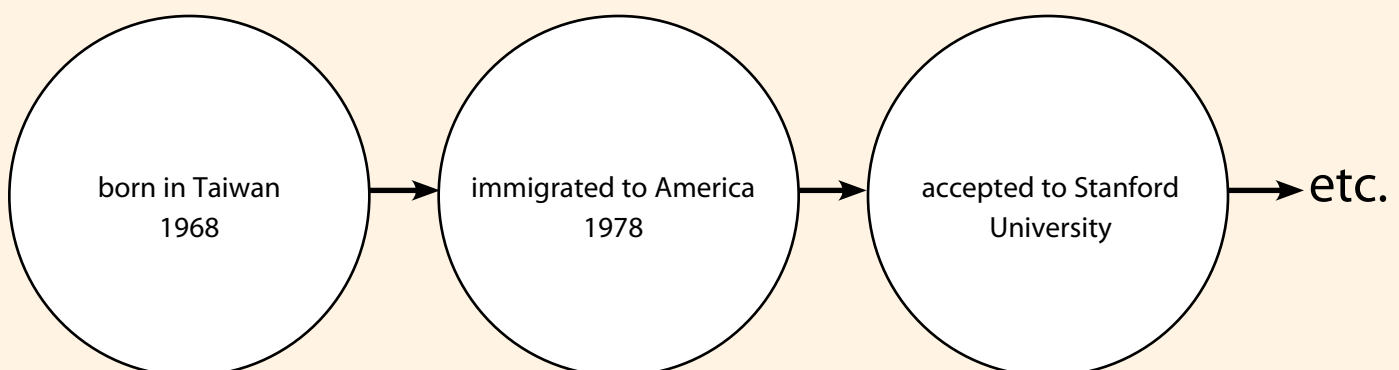 born in Taiwan
1968
immigrated to America
1978
accepted to Stanford
University
etc.